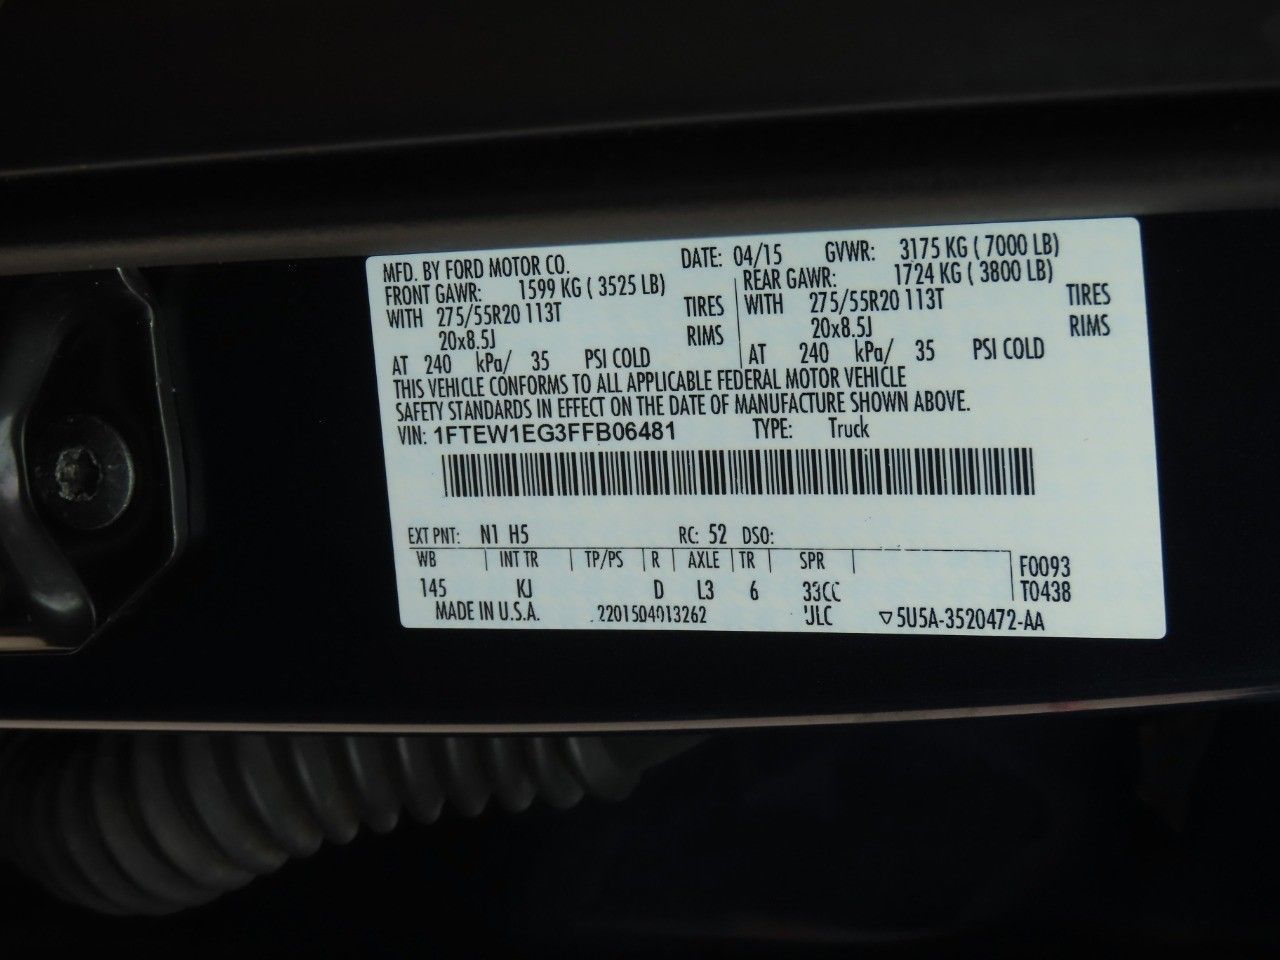 MFD. BY FORD MOTOR CO. DATE: 04/15 GVWR: 3175 KG ( 7000 LB)
FRONT GAWR: 1599 KG ( 3525 LB) REAR GAWR: 1724 KG ( 3800 LB)
WITH 275/55R20 113T TIRES WITH 275/55R20 113T TIRES
20x8.5J RIMS 20x8.5J RIMS
AT 240 kPa/ 35 PSI COLD AT 240 kPa/ 35 PSI COLD
THIS VEHICLE CONFORMS TO ALL APPLICABLE FEDERAL MOTOR VEHICLE
SAFETY STANDARDS IN EFFECT ON THE DATE OF MANUFACTURE SHOWN ABOVE.
VIN: 1FTEW1EG3FFB06481 TYPE: Truck
EXT PNT: N1 H5 RC: 52 DSO:
WB INT TR TP/PS R AXLE TR SPR F0093
145 KJ D L3 6 33CC T0438
MADE IN U.S.A. 2201504013262 ULC ▽5U5A-3520472-AA